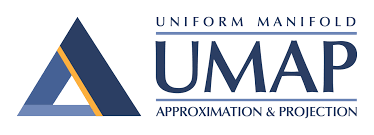 UNIFORM MANIFOLD
UMAP
APPROXIMATION & PROJECTION